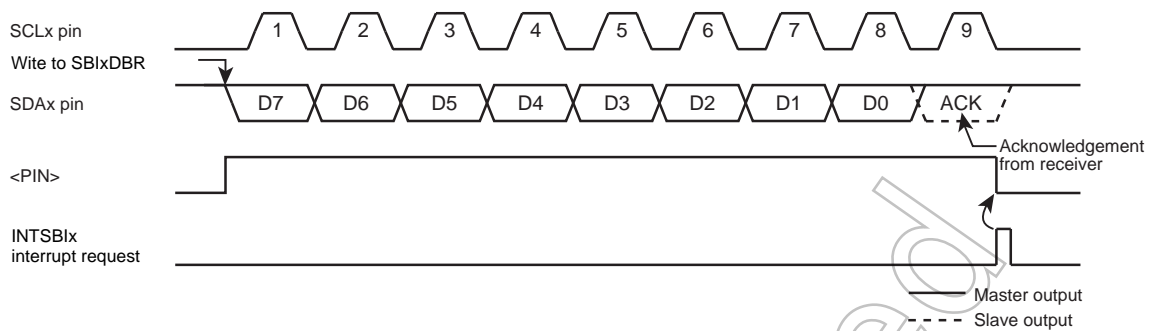 SCLx pin
1 2 3 4 5 6 7 8 9
Wite to SBIxDBR
SDAx pin
D7 D6 D5 D4 D3 D2 D1 D0 ACK
Acknowledgement
from receiver
<PIN>
INTSBIx
interrupt request
Master output
Slave output